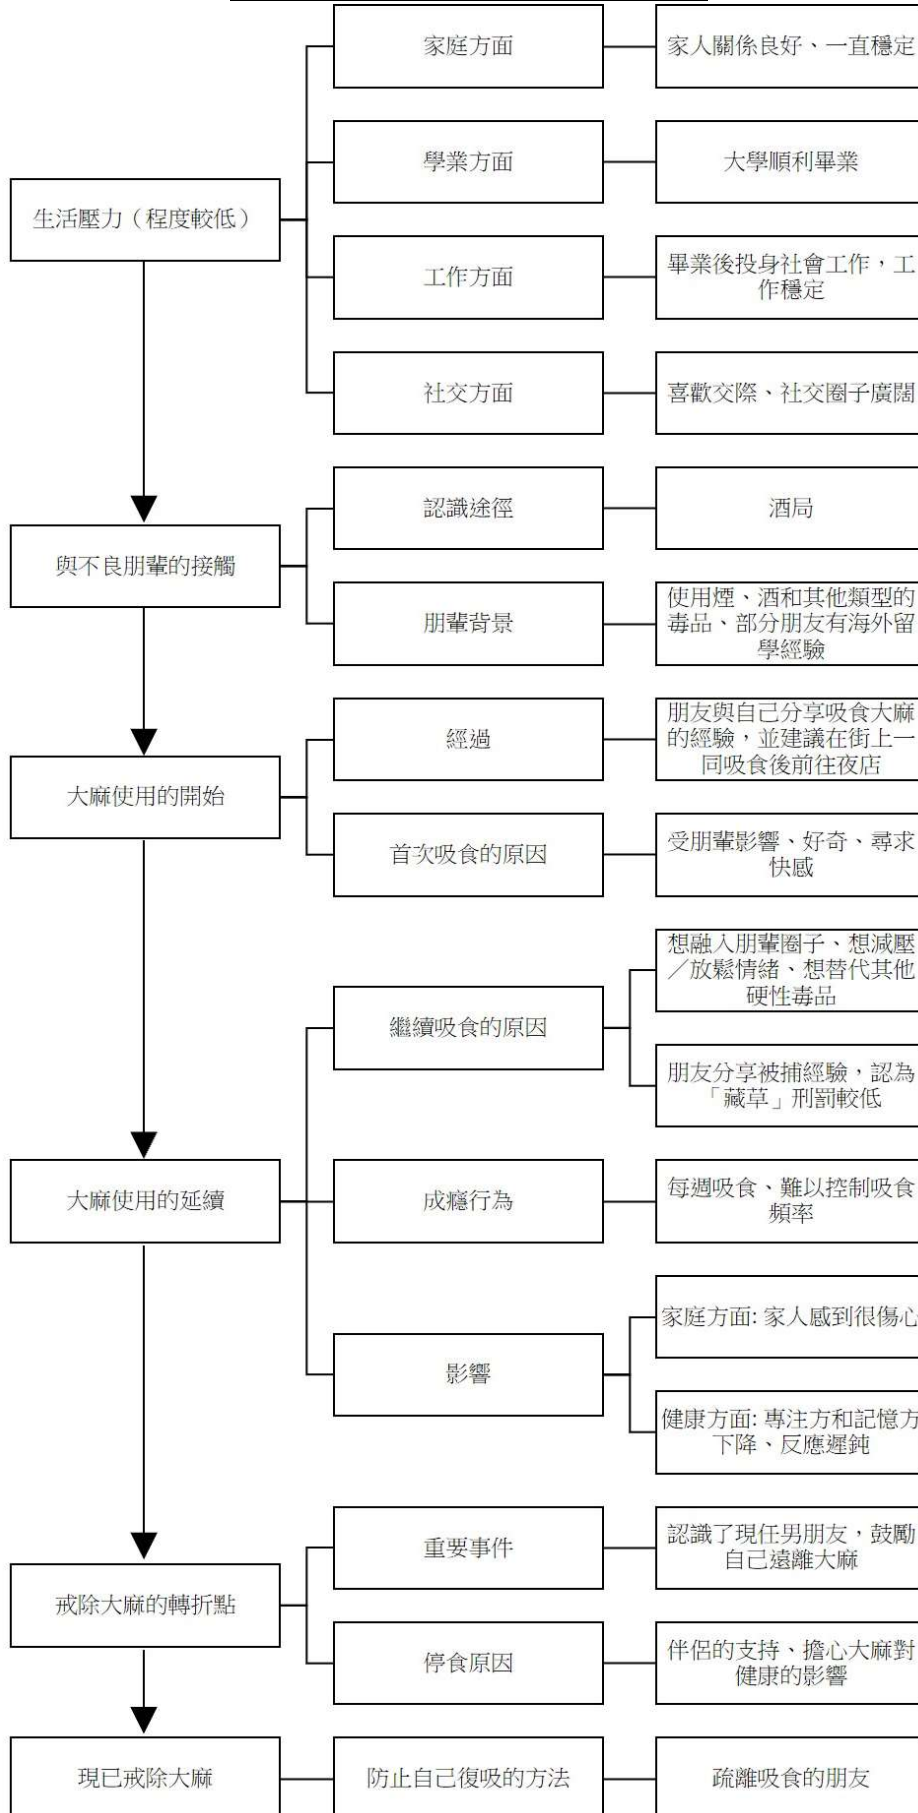 生活壓力（程度較低）
家庭方面
家人關係良好、一直穩定
學業方面
大學順利畢業
工作方面
畢業後投身社會工作，工
作穩定
社交方面
喜歡交際、社交圈子廣闊
與不良朋輩的接觸
認識途徑
酒局
朋輩背景
使用煙、酒和其他類型的
毒品、部分朋友有海外留
學經驗
大麻使用的開始
經過
朋友與自己分享吸食大麻
的經驗，並建議在街上一
同吸食後前往夜店
首次吸食的原因
受朋輩影響、好奇、尋求
快感
大麻使用的延續
繼續吸食的原因
想融入朋輩圈子、想減壓
／放鬆情緒、想替代其他
硬性毒品
朋友分享被捕經驗，認為
「藏草」刑罰較低
成癮行為
每週吸食、難以控制吸食
頻率
影響
家庭方面: 家人感到很傷心
健康方面: 專注方和記憶方
下降、反應遲鈍
戒除大麻的轉折點
重要事件
認識了現任男朋友，鼓勵
自己遠離大麻
停食原因
伴侶的支持、擔心大麻對
健康的影響
現已戒除大麻
防止自己復吸的方法
疏離吸食的朋友